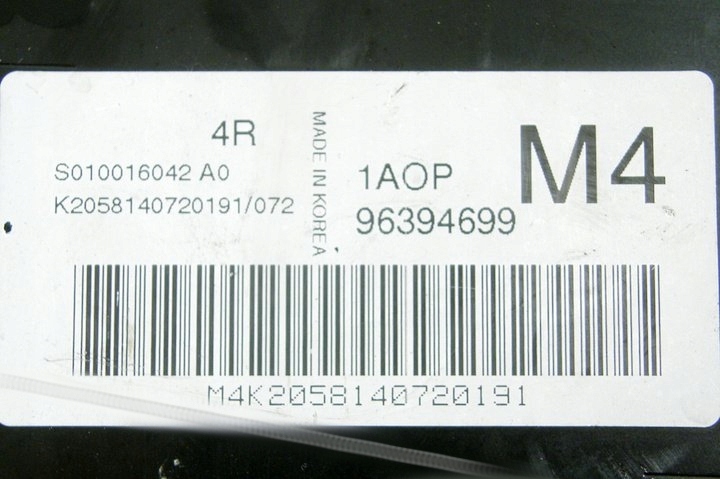 4R
MADE IN KOREA
M4
S010016042 A0
1AOP
K2058140720191/072
96394699
M4K2058140720191